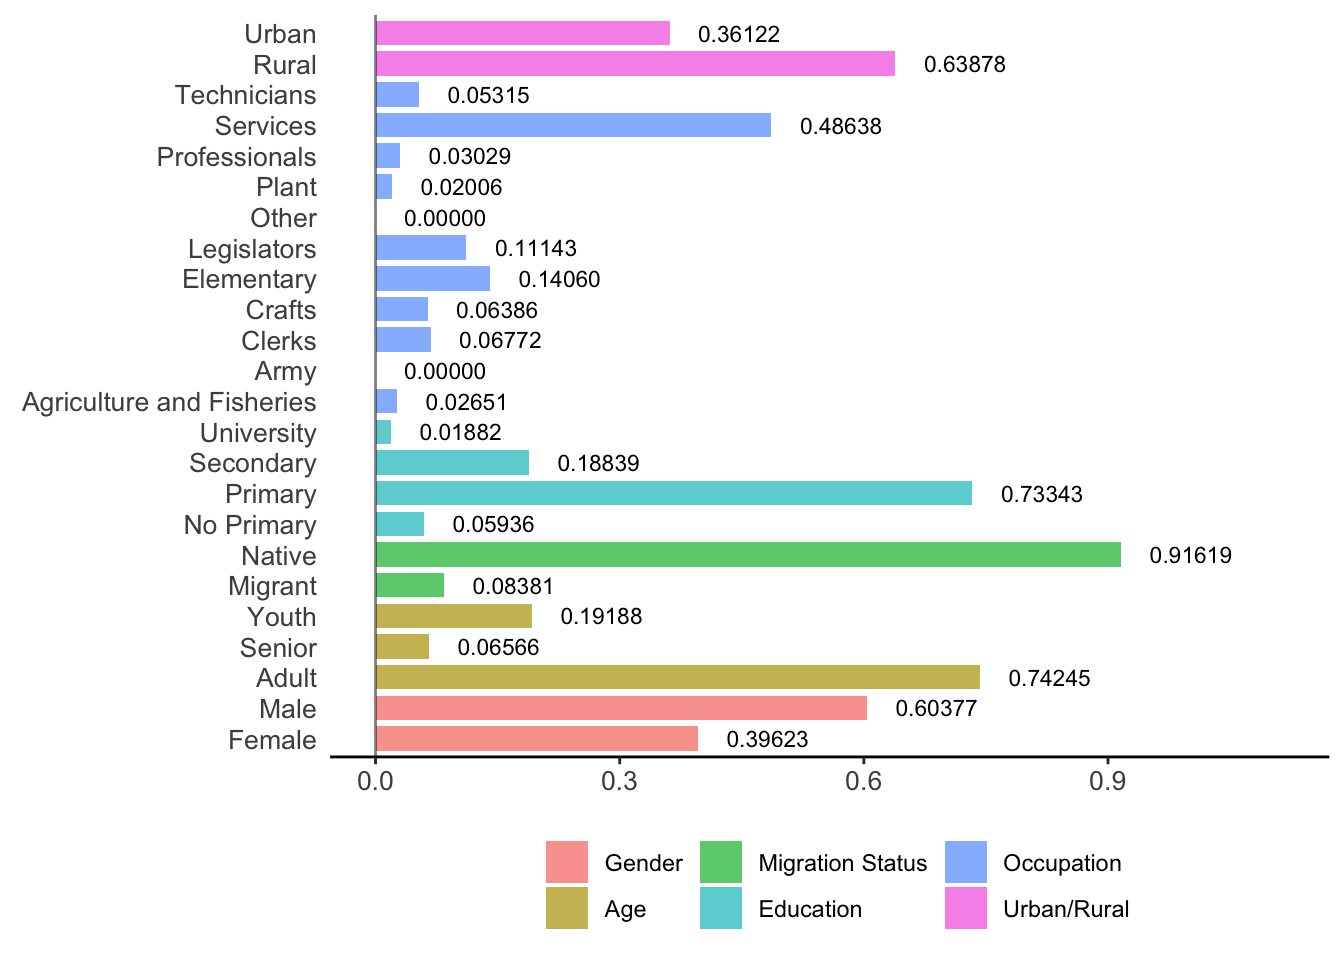 Urban 0.36122
Rural 0.63878
Technicians 0.05315
Services 0.48638
Professionals 0.03029
Plant 0.02006
Other 0.00000
Legislators 0.11143
Elementary 0.14060
Crafts 0.06386
Clerks 0.06772
Army 0.00000
Agriculture and Fisheries 0.02651
University 0.01882
Secondary 0.18839
Primary 0.73343
No Primary 0.05936
Native 0.91619
Migrant 0.08381
Youth 0.19188
Senior 0.06566
Adult 0.74245
Male 0.60377
Female 0.39623
0.0 0.3 0.6 0.9
Gender Migration Status Occupation
Age Education Urban/Rural